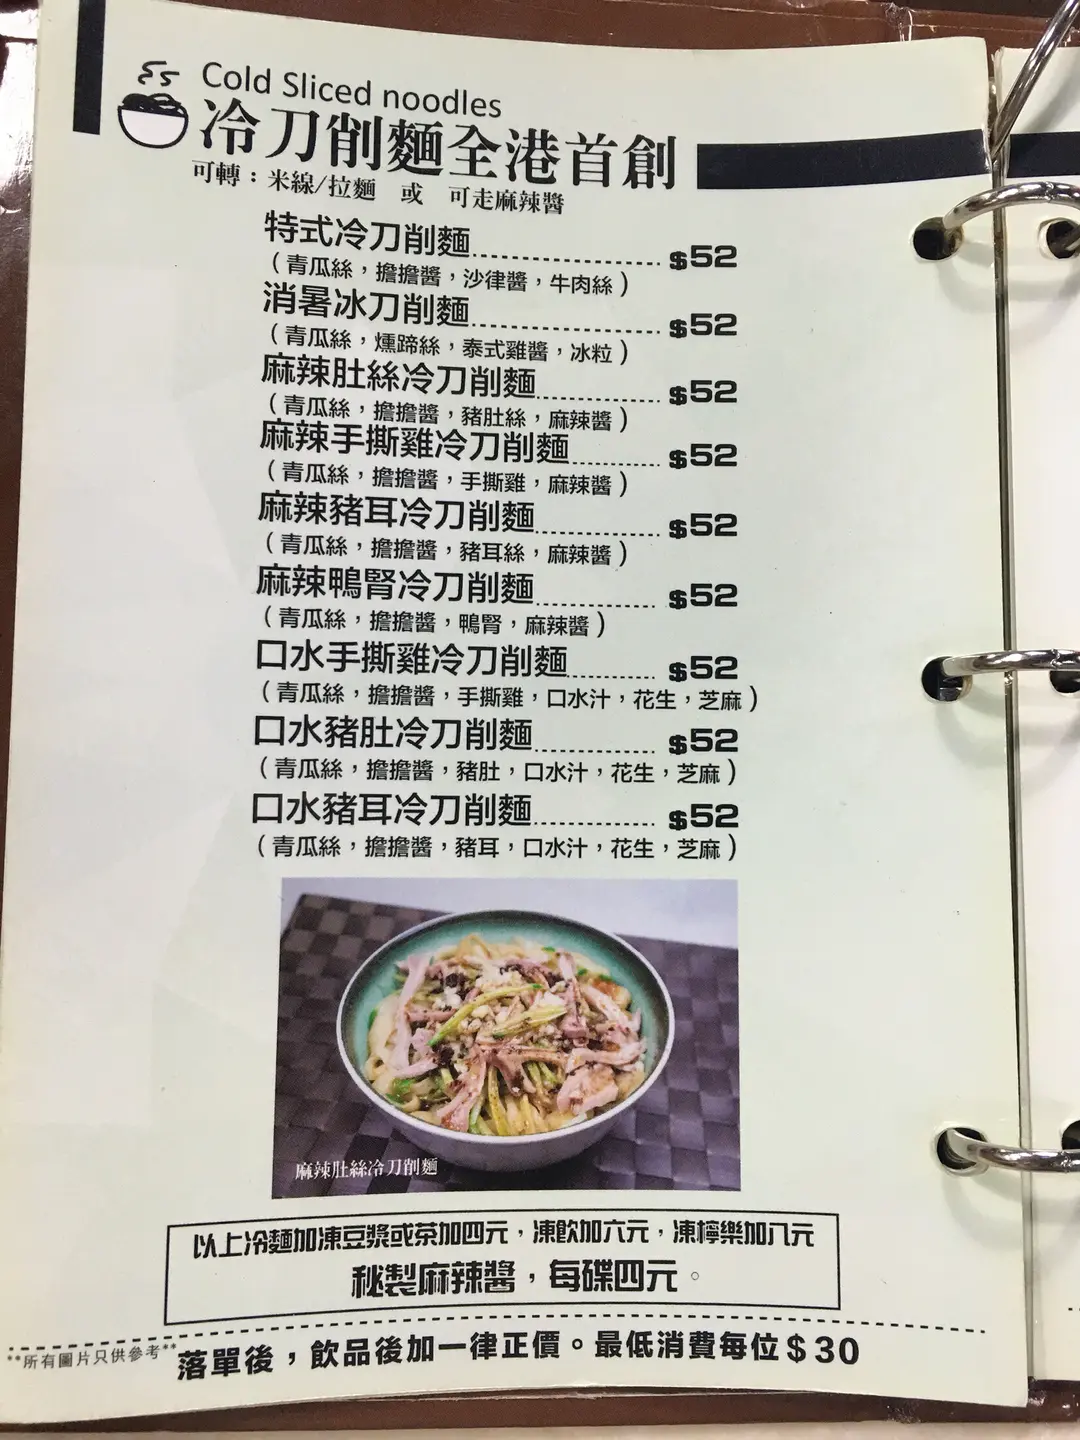 Cold Sliced noodles
冷刀削麵全港首創
可轉：米線/拉麵 或 可走麻辣醬
特式冷刀削麵 $52
（青瓜絲，擔擔醬，沙律醬，牛肉絲）
消暑冰刀削麵 $52
（青瓜絲，燻蹄絲，泰式雞醬，冰粒）
麻辣肚絲冷刀削麵 $52
（青瓜絲，擔擔醬，豬肚絲，麻辣醬）
麻辣手撕雞冷刀削麵 $52
（青瓜絲，擔擔醬，手撕雞，麻辣醬）
麻辣豬耳冷刀削麵 $52
（青瓜絲，擔擔醬，豬耳絲，麻辣醬）
麻辣鴨腎冷刀削麵 $52
（青瓜絲，擔擔醬，鴨腎，麻辣醬）
口水手撕雞冷刀削麵 $52
（青瓜絲，擔擔醬，手撕雞，口水汁，花生，芝麻）
口水豬肚冷刀削麵 $52
（青瓜絲，擔擔醬，豬肚，口水汁，花生，芝麻）
口水豬耳冷刀削麵 $52
（青瓜絲，擔擔醬，豬耳，口水汁，花生，芝麻）
麻辣肚絲冷刀削麵
以上冷麵加凍豆漿或茶加四元，凍飲加六元，凍檸樂加八元
秘製麻辣醬，每碟四元。
**所有圖片只供參考** 落單後，飲品後加一律正價。最低消費每位$30